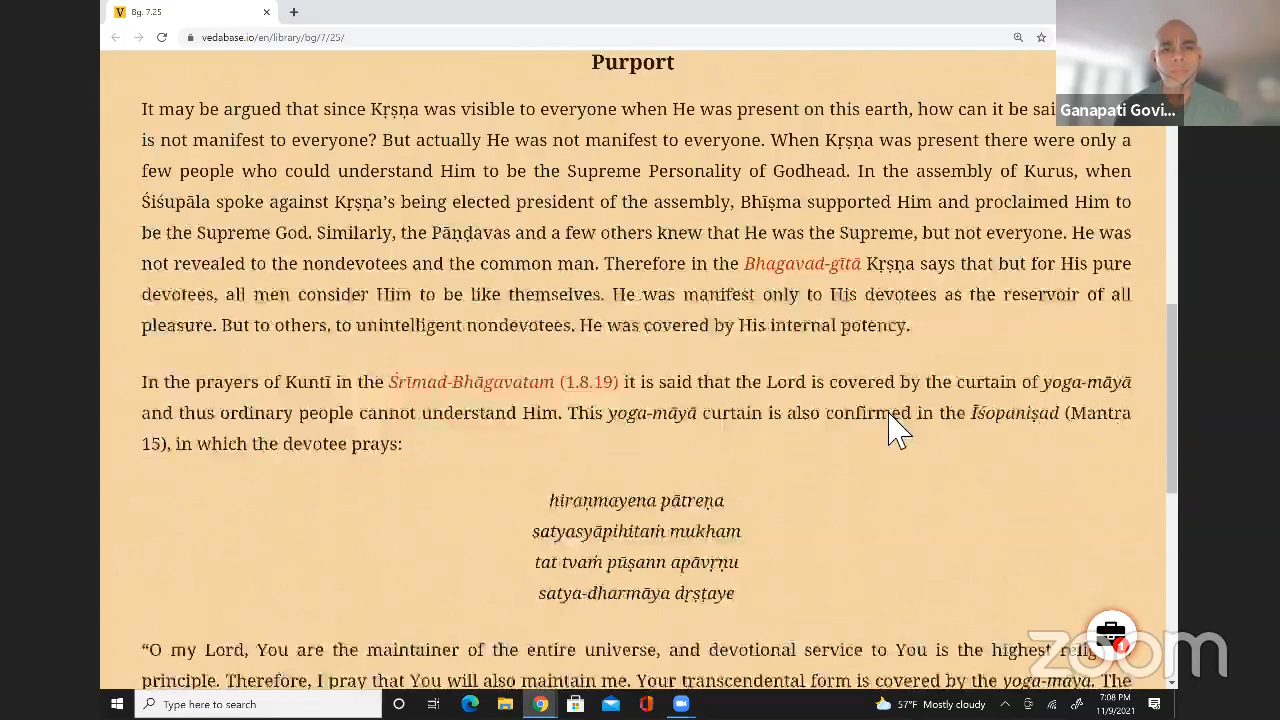 Bg. 7.25
vedabase.io/en/library/bg/7/25/
Purport
It may be argued that since Kṛṣṇa was visible to everyone when He was present on this earth, how can it be sai
Ganapati Govi...
is not manifest to everyone? But actually He was not manifest to everyone. When Kṛṣṇa was present there were only a
few people who could understand Him to be the Supreme Personality of Godhead. In the assembly of Kurus, when
Śiśupāla spoke against Kṛṣṇa’s being elected president of the assembly, Bhīṣma supported Him and proclaimed Him to
be the Supreme God. Similarly, the Pāṇḍavas and a few others knew that He was the Supreme, but not everyone. He was
not revealed to the nondevotees and the common man. Therefore in the Bhagavad-gītā Kṛṣṇa says that but for His pure
devotees, all men consider Him to be like themselves. He was manifest only to His devotees as the reservoir of all
pleasure. But to others, to unintelligent nondevotees, He was covered by His internal potency.
In the prayers of Kuntī in the Śrīmad-Bhāgavatam (1.8.19) it is said that the Lord is covered by the curtain of yoga-māyā
and thus ordinary people cannot understand Him. This yoga-māyā curtain is also confirmed in the Īśopaniṣad (Mantra
15), in which the devotee prays:
hiraṇmayena pātreṇa
satyasyāpihitaṁ mukham
tat tvaṁ pūṣann apāvṛṇu
satya-dharmāya dṛṣṭaye
“O my Lord, You are the maintainer of the entire universe, and devotional service to You is the highest
principle. Therefore, I pray that You will also maintain me. Your transcendental form is covered by the yoga-māyā. The
zoom
Type here to search
57°F Mostly cloudy
7:08 PM
11/9/2021